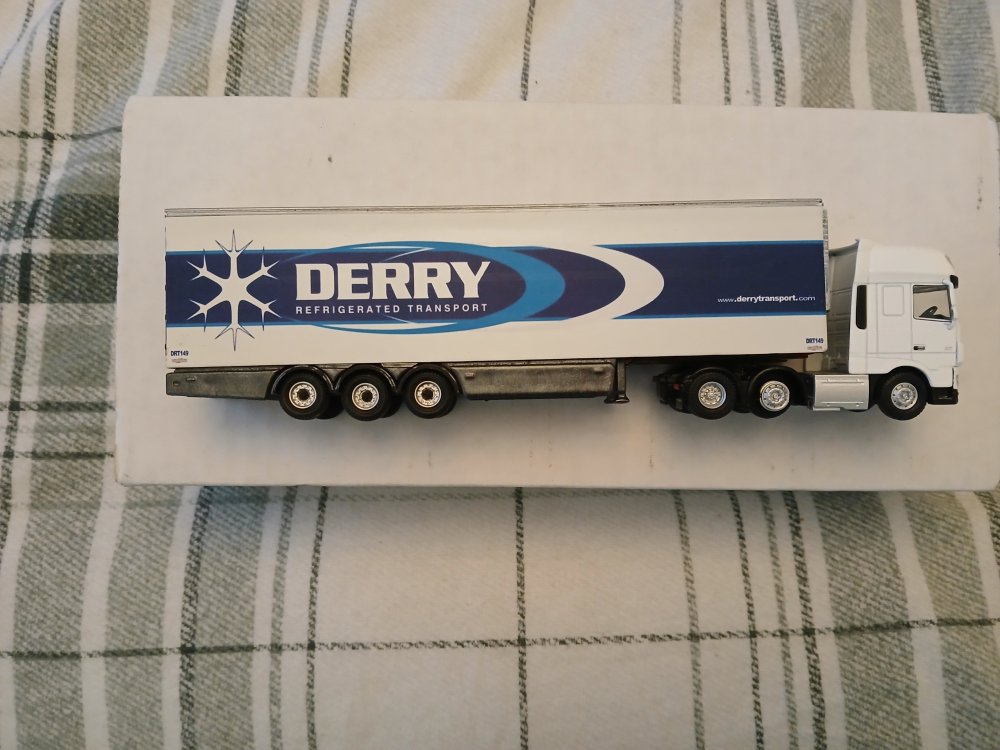 DERRY
REFRIGERATED TRANSPORT
www.derrytransport.com
DRT149
DRT149